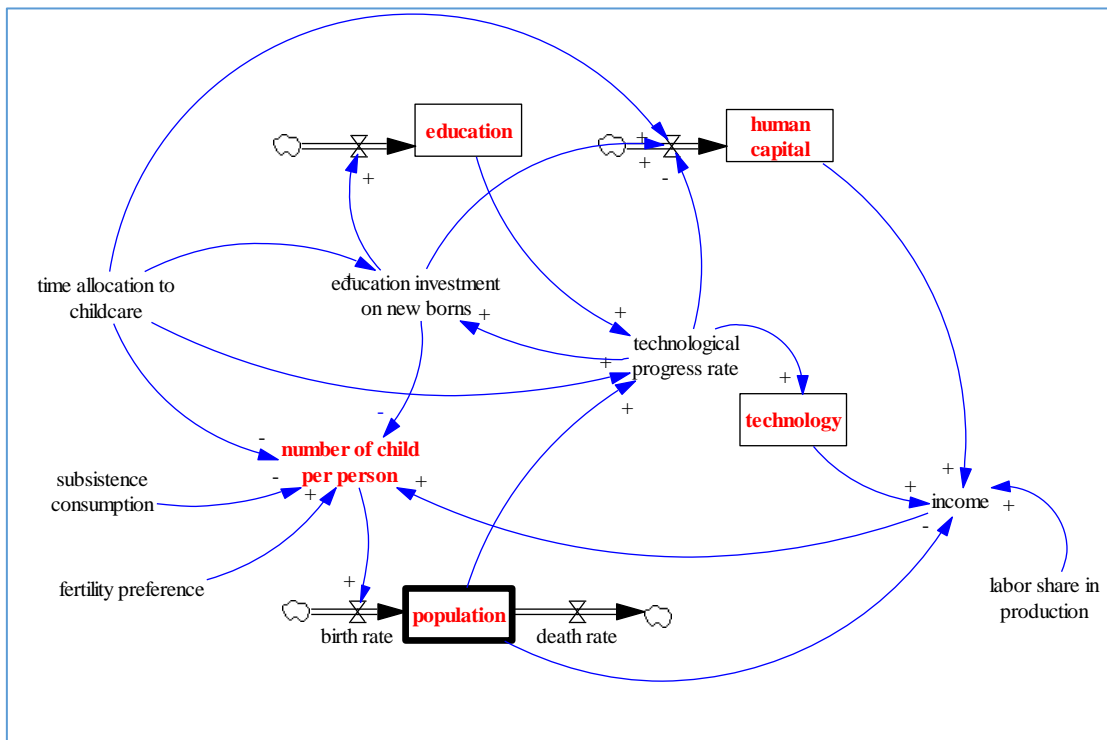 education
human
capital
+
+
+
-
time allocation to
childcare
+
education investment
on new borns
+
+
technological
progress rate
+
+
+
technology
-
-
number of child
per person
subsistence
consumption
-
+
+
+
+
income
+
-
fertility preference
+
labor share in
production
population
birth rate
death rate